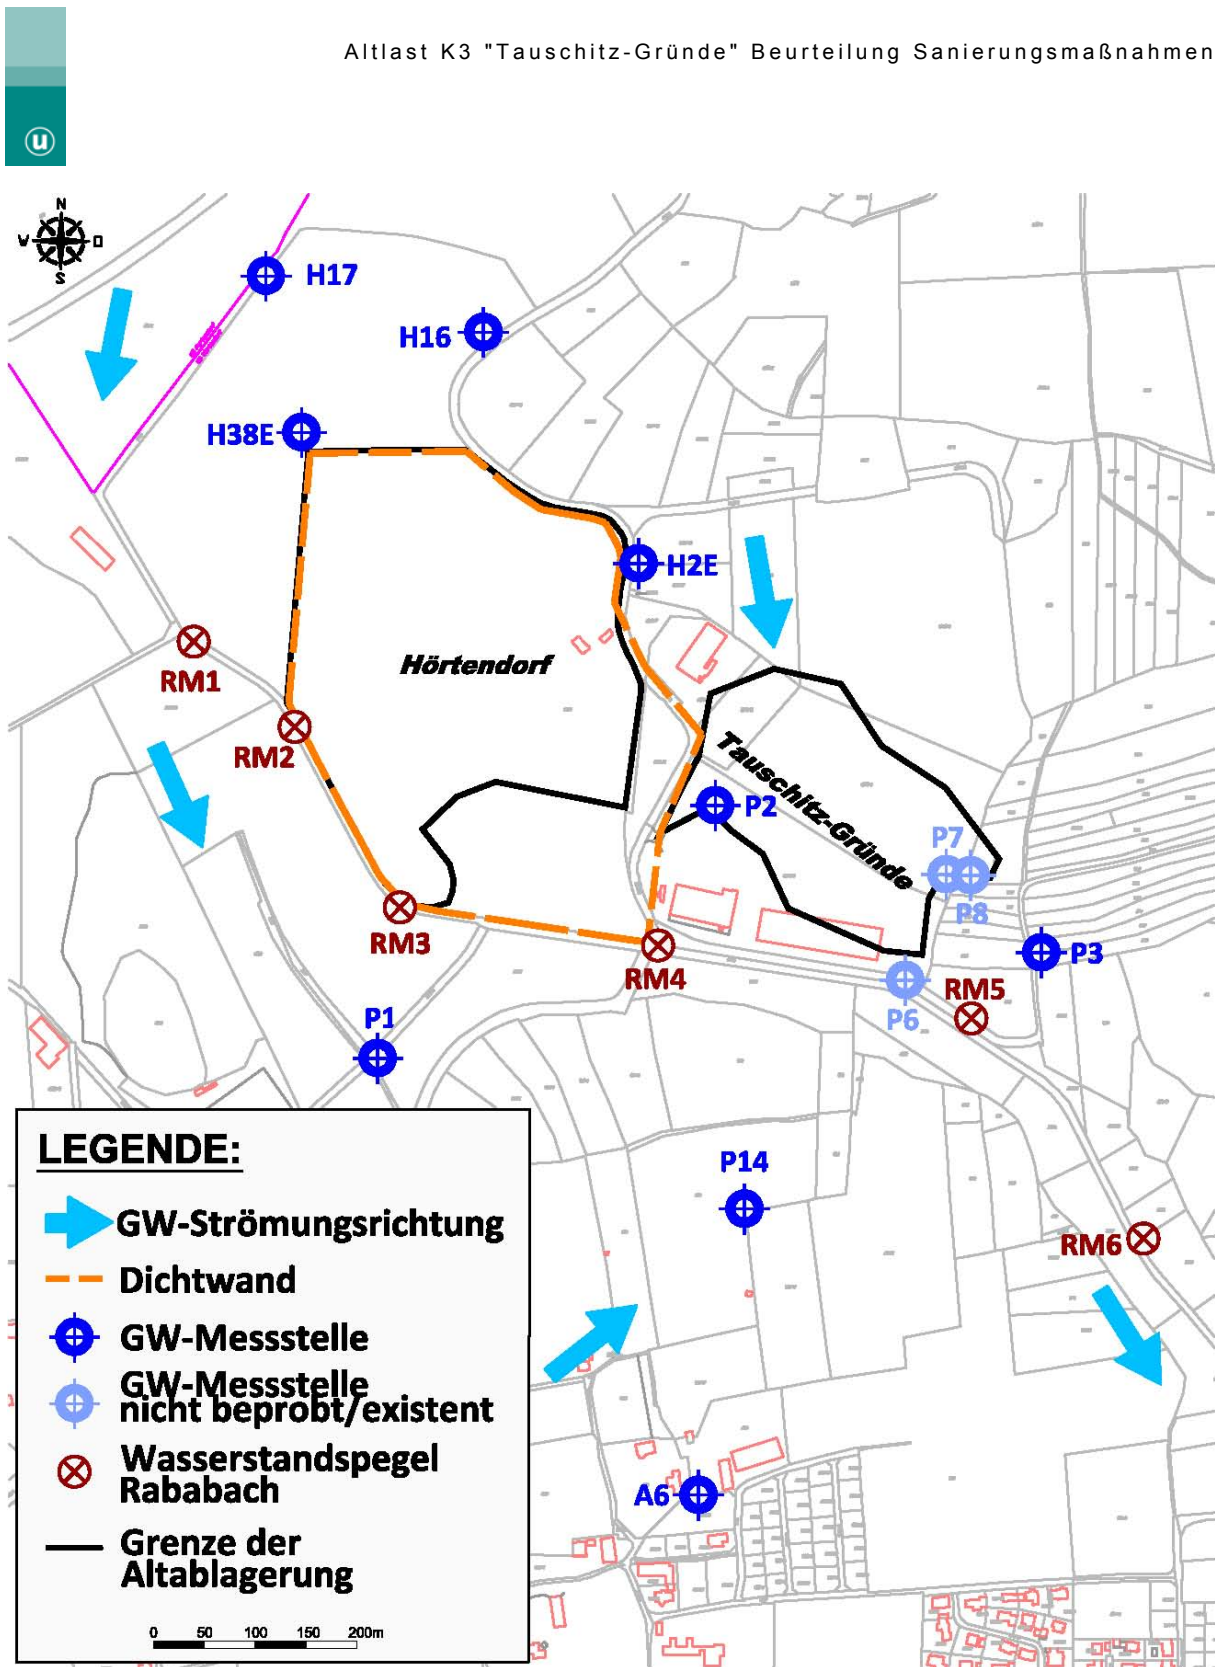 Altlast K3 "Tauschitz-Gründe" Beurteilung Sanierungsmaßnahmen
u
N
W
O
S
H17
H16
H38E
H2E
Hörtendorf
RM1
RM2
Tauschitz-Gründe
P2
P7
P8
RM3
RM4
P3
RM5
P6
P1
P14
RM6
A6
LEGENDE:
GW-Strömungsrichtung
Dichtwand
GW-Messstelle
GW-Messstelle
nicht beprobt/existent
Wasserstandspegel
Rababach
Grenze der
Altablagerung
0 50 100 150 200m